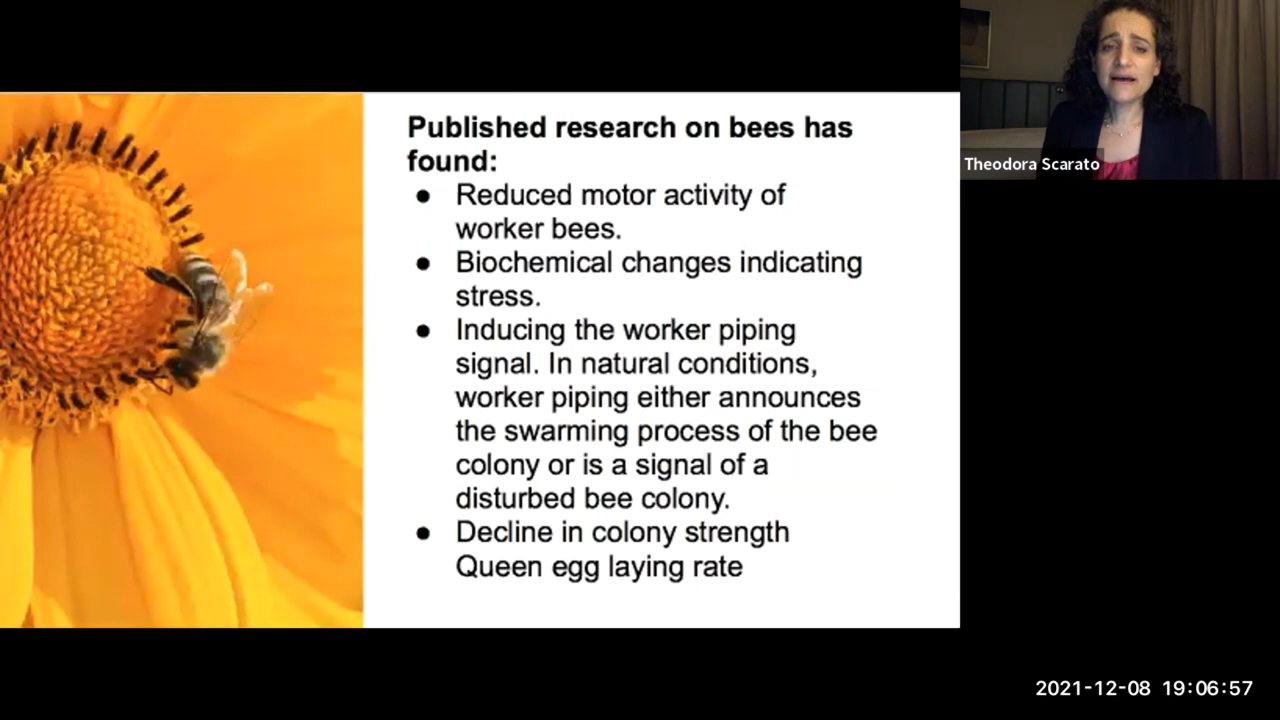 Published research on bees has
found:
● Reduced motor activity of
worker bees.
● Biochemical changes indicating
stress.
● Inducing the worker piping
signal. In natural conditions,
worker piping either announces
the swarming process of the bee
colony or is a signal of a
disturbed bee colony.
● Decline in colony strength
Queen egg laying rate
Theodora Scarato
2021-12-08 19:06:57